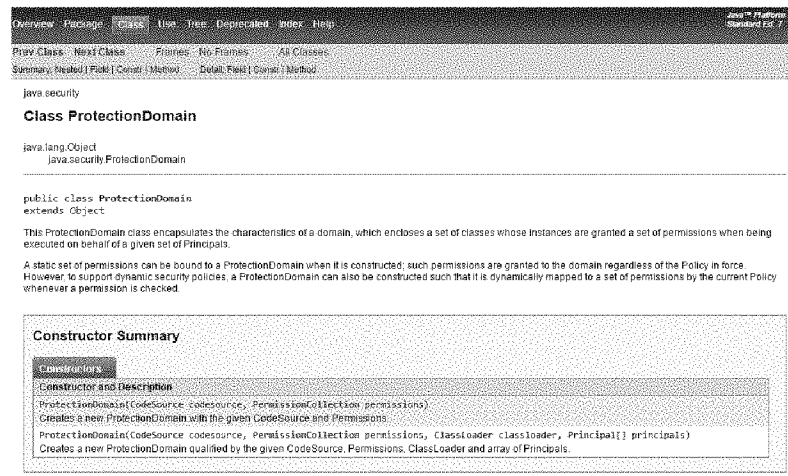 Overview Package Class Use Tree Deprecated Index Help
Java™ Platform
Standard Ed. 7
Prev Class Next Class Frames No Frames All Classes
Summary: Nested | Field | Constr | Method Detail: Field | Constr | Method
java.security
Class ProtectionDomain
java.lang.Object
java.security.ProtectionDomain
public class ProtectionDomain
extends Object
This ProtectionDomain class encapsulates the characteristics of a domain, which encloses a set of classes whose instances are granted a set of permissions when being
executed on behalf of a given set of Principals.
A static set of permissions can be bound to a ProtectionDomain when it is constructed; such permissions are granted to the domain regardless of the Policy in force.
However, to support dynamic security policies, a ProtectionDomain can also be constructed such that it is dynamically mapped to a set of permissions by the current Policy
whenever a permission is checked.
Constructor Summary
Constructors
Constructor and Description
ProtectionDomain(CodeSource codesource, PermissionCollection permissions)
Creates a new ProtectionDomain with the given CodeSource and Permissions.
ProtectionDomain(CodeSource codesource, PermissionCollection permissions, ClassLoader classloader, Principal[] principals)
Creates a new ProtectionDomain qualified by the given CodeSource, Permissions, ClassLoader and array of Principals.